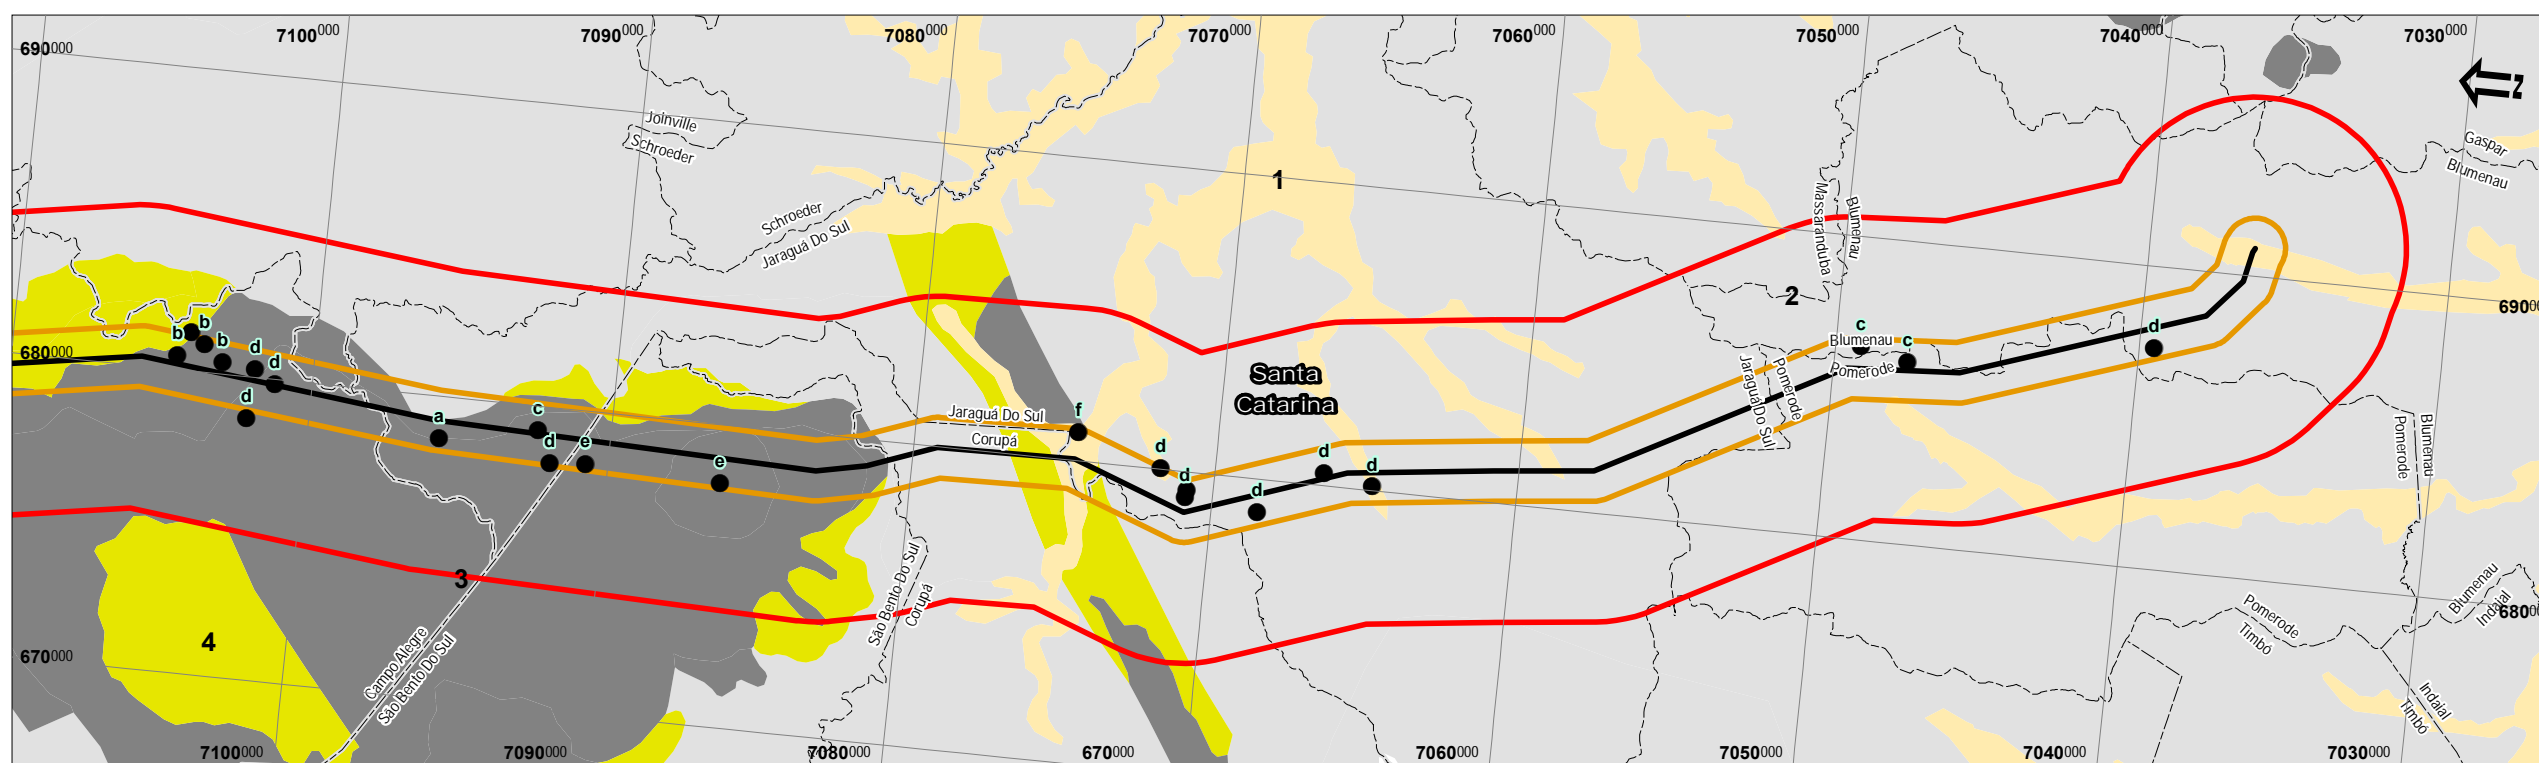 7100000
7090000
7080000
7070000
7060000
7050000
7040000
7030000
690000
Z
Joinville
Schroeder
Gaspar
Blumenau
1
Schroeder
Jaraguá Do Sul
Massaranduba
Blumenau
2
69000
b
b
b
d
d
680000
c
Blumenau
c
d
Pomerode
Santa
Catarina
Jaraguá Do Sul
Pomerode
d
a
c
d
e
e
Jaraguá Do Sul
Corupá
f
d
d
d
d
d
Pomerode
Blumenau
3
São Bento Do Sul
Corupá
4
Campo Alegre
São Bento Do Sul
670000
Pomerode
Timbó
Blumenau
Indaial
68000
Indaial
Timbó
7100000
7090000
7080000
670000
7060000
7050000
7040000
7030000